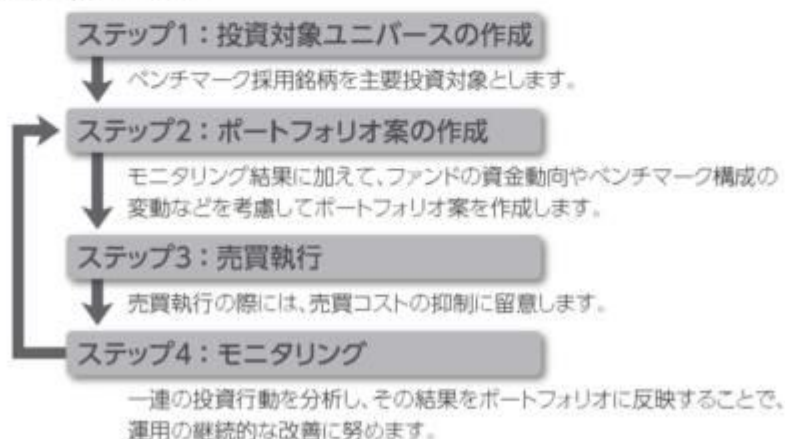 ステップ1：投資対象ユニバースの作成
ベンチマーク採用銘柄を主要投資対象とします。
ステップ2：ポートフォリオ案の作成
モニタリング結果に加えて、ファンドの資金動向やベンチマーク構成の
変動などを考慮してポートフォリオ案を作成します。
ステップ3：売買執行
売買執行の際には、売買コストの抑制に留意します。
ステップ4：モニタリング
一連の投資行動を分析し、その結果をポートフォリオに反映することで、
運用の継続的な改善に努めます。